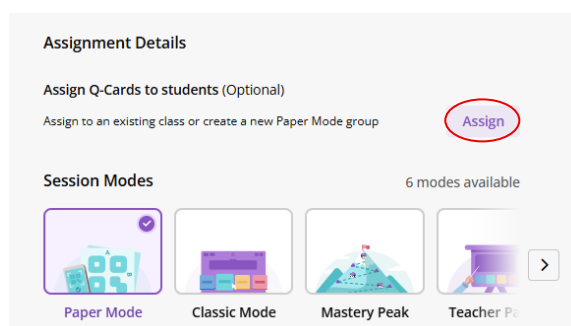 Assignment Details
Assign Q-Cards to students (Optional)
Assign to an existing class or create a new Paper Mode group
Assign
Session Modes
6 modes available
Paper Mode
Classic Mode
Mastery Peak
Teacher